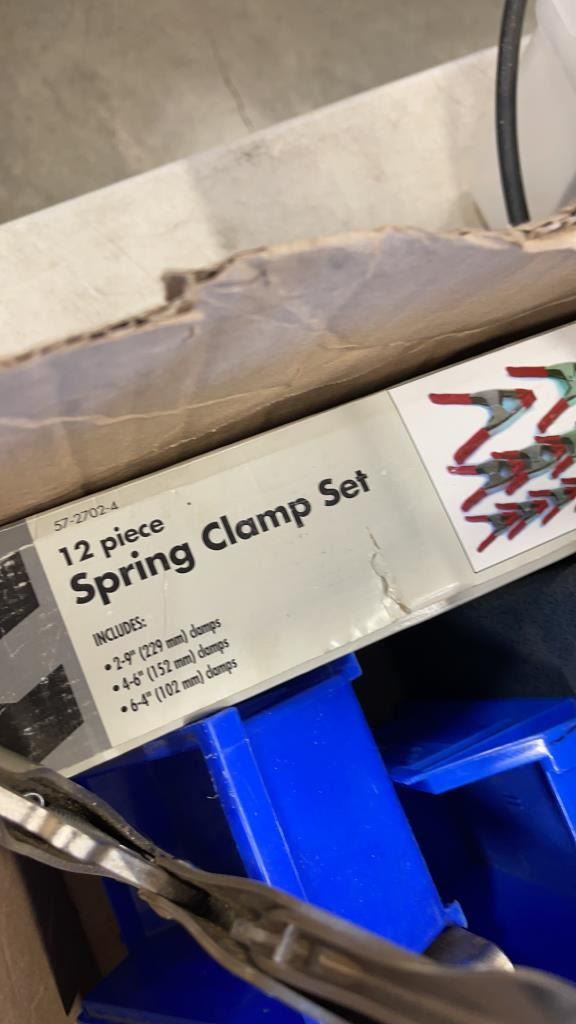 57-2702-4
12 piece
Spring Clamp Set
INCLUDES:
• 2-9" (229 mm) clamps
• 4-6" (152 mm) clamps
• 6-4" (102 mm) clamps